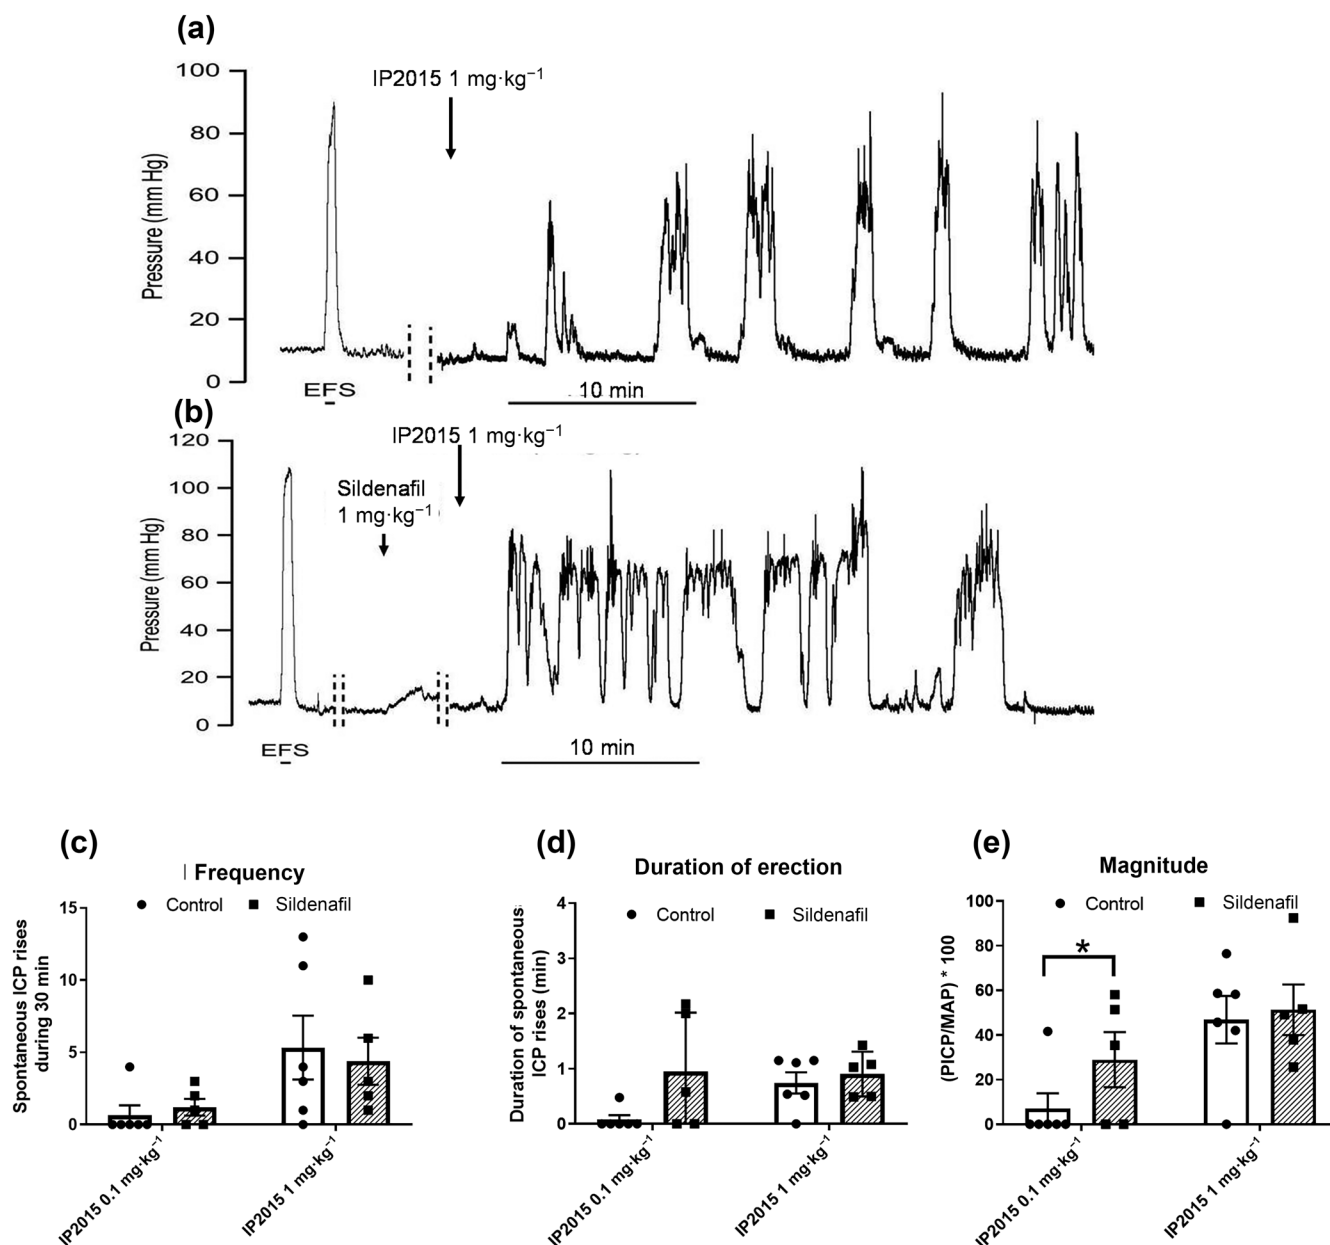 (a)
IP2015 1 mg·kg⁻¹
100
80
60
40
20
0
Pressure (mm Hg)
EFS
10 min
(b)
IP2015 1 mg·kg⁻¹
Sildenafil
1 mg·kg⁻¹
120
100
80
60
40
20
0
Pressure (mm Hg)
EFS
10 min
(c)
Frequency
Control
Sildenafil
Spontaneous ICP rises
during 30 min
15
10
5
0
IP2015 0.1 mg·kg⁻¹
IP2015 1 mg·kg⁻¹
(d)
Duration of erection
Control
Sildenafil
Duration of spontaneous
ICP rises (min)
4
3
2
1
0
IP2015 0.1 mg·kg⁻¹
IP2015 1 mg·kg⁻¹
(e)
Magnitude
Control
Sildenafil
(PICP/MAP) * 100
100
80
60
40
20
0
*
IP2015 0.1 mg·kg⁻¹
IP2015 1 mg·kg⁻¹